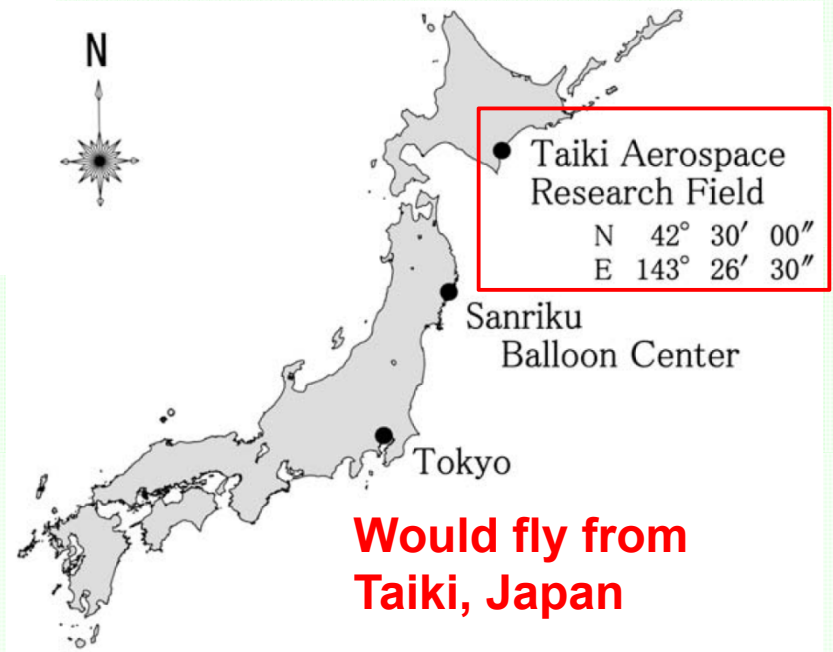 N
Taiki Aerospace
Research Field
N 42° 30′ 00″
E 143° 26′ 30″
Sanriku
Balloon Center
Tokyo
Would fly from
Taiki, Japan